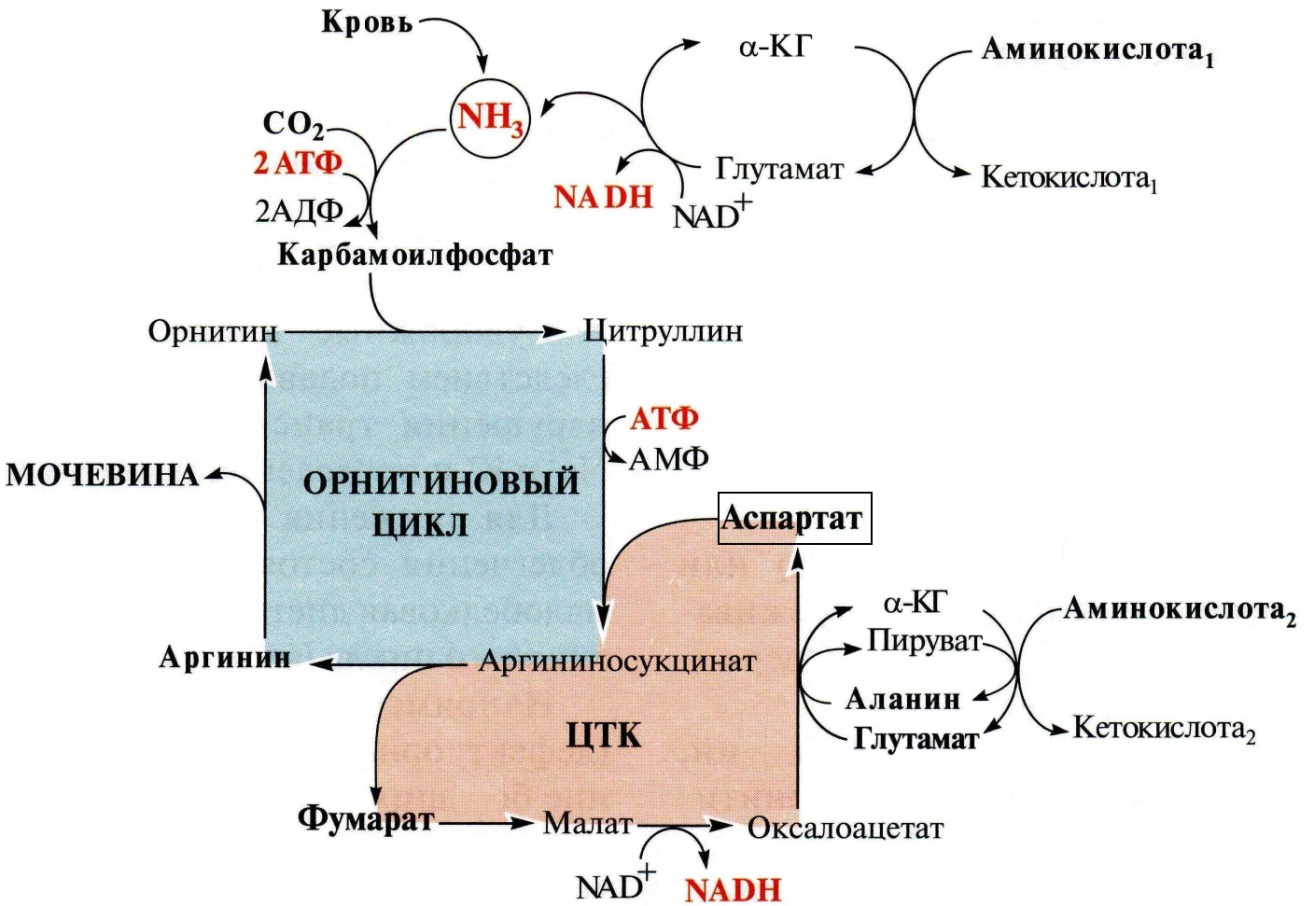 Кровь
α-КГ
Аминокислота₁
NH₃
CO₂
2 АТФ
2АДФ
NADH
NAD⁺
Глутамат
Кетокислота₁
Карбамоилфосфат
Орнитин
Цитруллин
АТФ
АМФ
МОЧЕВИНА
ОРНИТИНОВЫЙ
ЦИКЛ
Аспартат
α-КГ
Аминокислота₂
Пируват
Аргинин
Аргининосукцинат
Аланин
ЦТК
Глутамат
Кетокислота₂
Фумарат
Малат
Оксалоацетат
NAD⁺
NADH